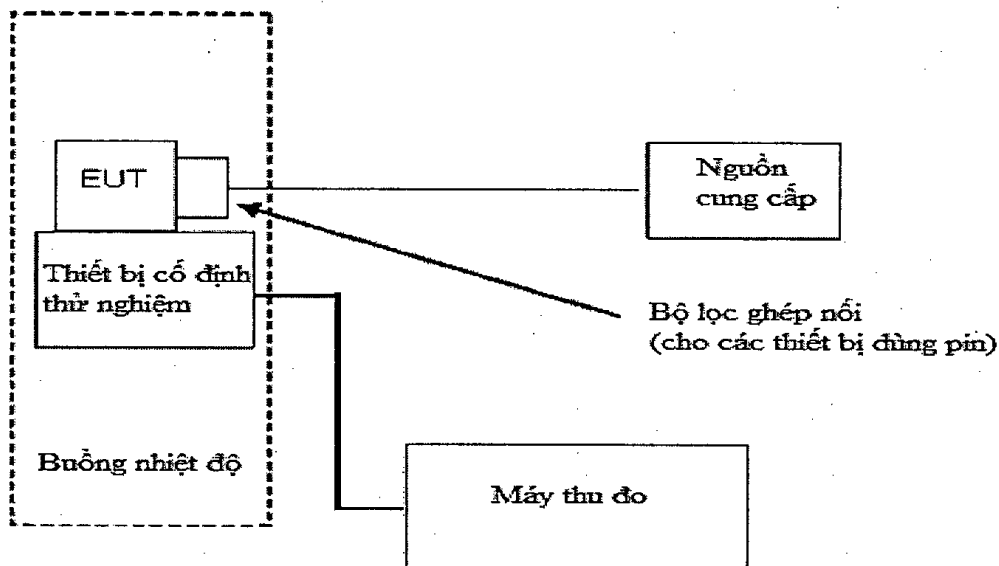 EUT
Nguồn
cung cấp
Thiết bị cố định
thử nghiệm
Bộ lọc ghép nối
(cho các thiết bị dùng pin)
Buồng nhiệt độ
Máy thu đo